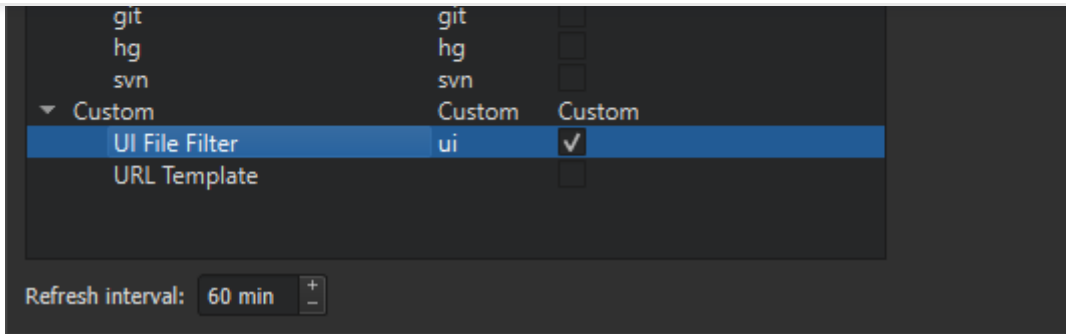 git git
hg hg
svn svn
Custom Custom Custom
UI File Filter ui
URL Template
Refresh interval: 60 min + −